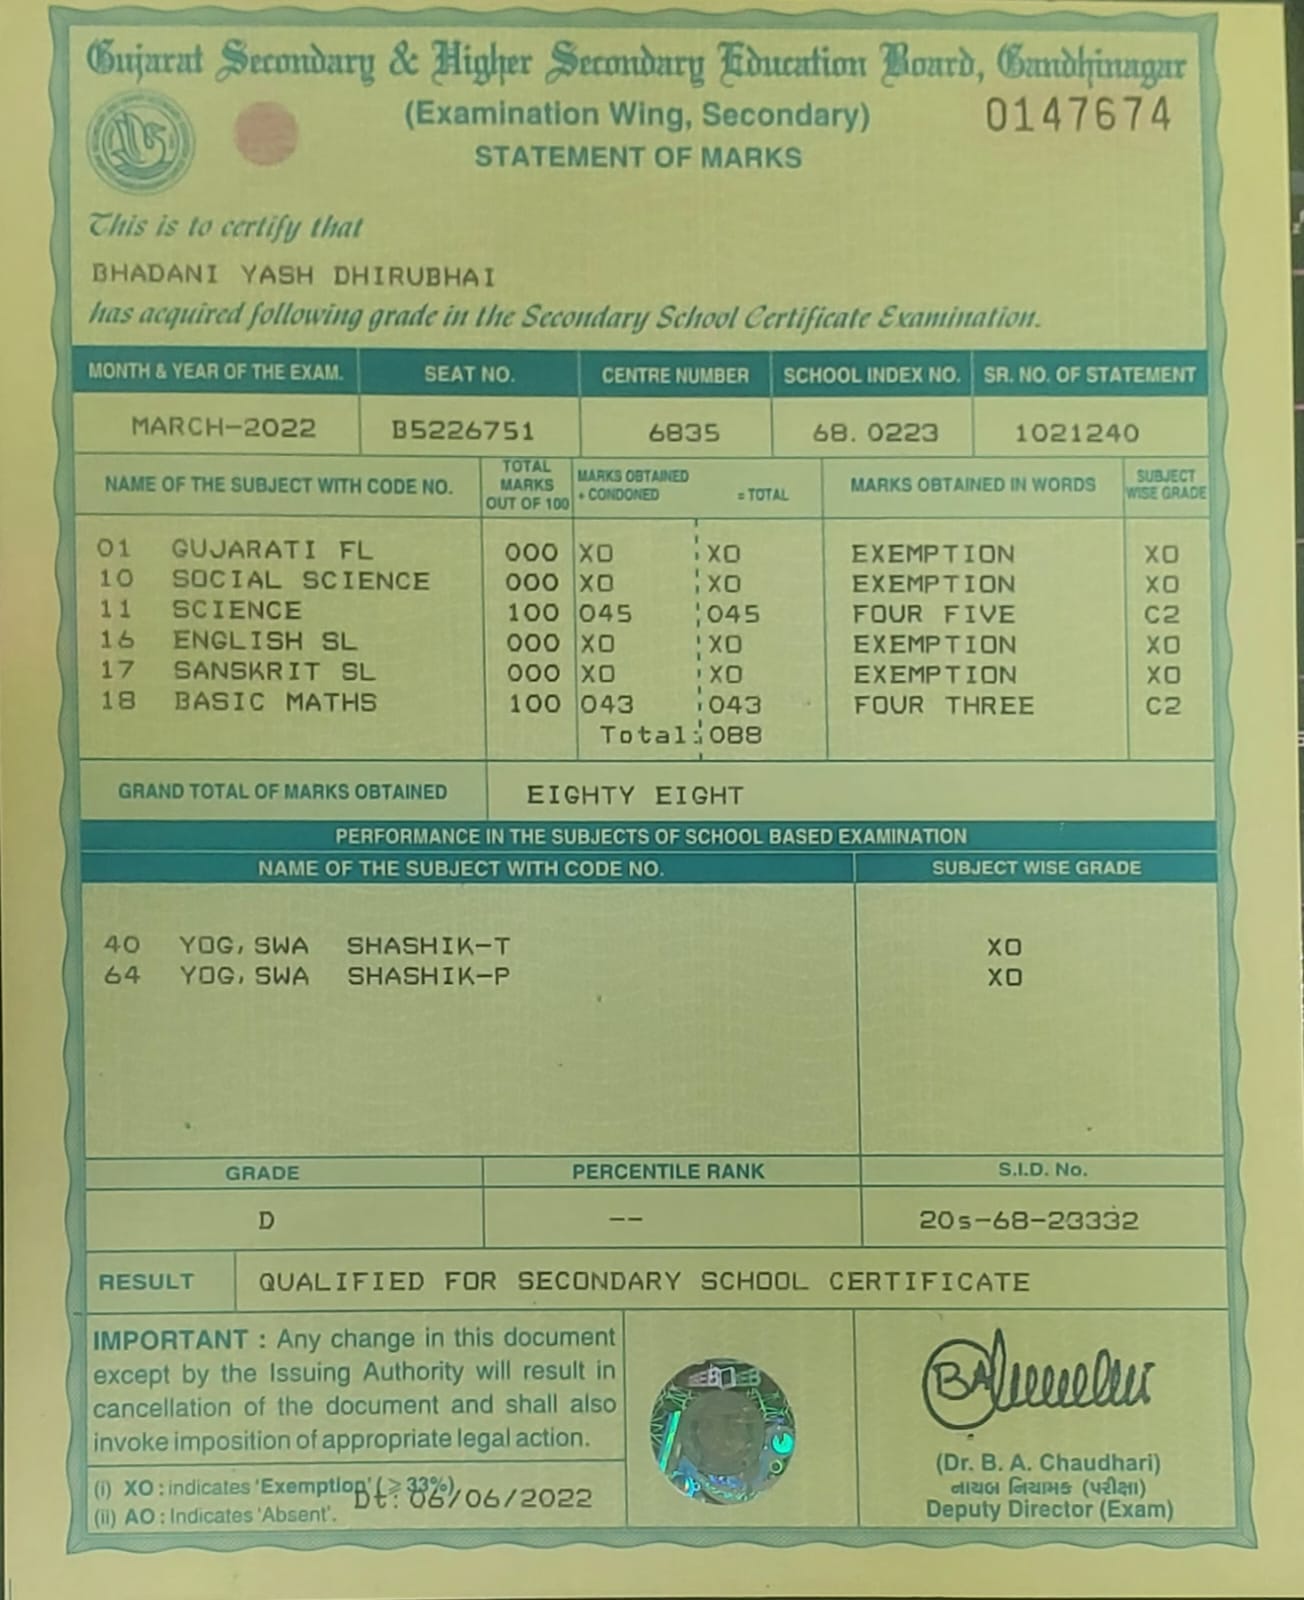 Gujarat Secondary & Higher Secondary Education Board, Gandhinagar
(Examination Wing, Secondary)
0147674
STATEMENT OF MARKS
This is to certify that
BHADANI YASH DHIRUBHAI
has acquired following grade in the Secondary School Certificate Examination.
MONTH & YEAR OF THE EXAM. SEAT NO. CENTRE NUMBER SCHOOL INDEX NO. SR. NO. OF STATEMENT
MARCH-2022 B5226751 6835 68.0223 1021240
NAME OF THE SUBJECT WITH CODE NO. TOTAL MARKS OUT OF 100 MARKS OBTAINED + CONDONED = TOTAL MARKS OBTAINED IN WORDS SUBJECT WISE GRADE
01 GUJARATI FL 000 XO XO EXEMPTION XO
10 SOCIAL SCIENCE 000 XO XO EXEMPTION XO
11 SCIENCE 100 045 045 FOUR FIVE C2
16 ENGLISH SL 000 XO XO EXEMPTION XO
17 SANSKRIT SL 000 XO XO EXEMPTION XO
18 BASIC MATHS 100 043 043 FOUR THREE C2
Total: 088
GRAND TOTAL OF MARKS OBTAINED EIGHTY EIGHT
PERFORMANCE IN THE SUBJECTS OF SCHOOL BASED EXAMINATION
NAME OF THE SUBJECT WITH CODE NO. SUBJECT WISE GRADE
40 YOG, SWA SHASHIK-T XO
64 YOG, SWA SHASHIK-P XO
GRADE PERCENTILE RANK S.I.D. No.
D -- 20s-68-23332
RESULT QUALIFIED FOR SECONDARY SCHOOL CERTIFICATE
IMPORTANT : Any change in this document
except by the Issuing Authority will result in
cancellation of the document and shall also
invoke imposition of appropriate legal action.
(i) XO : indicates 'Exemption' (≥ 33%)
Dt: 06/06/2022
(ii) AO : Indicates 'Absent'.
(Dr. B. A. Chaudhari)
નાયબ નિયામક (પરીક્ષા)
Deputy Director (Exam)